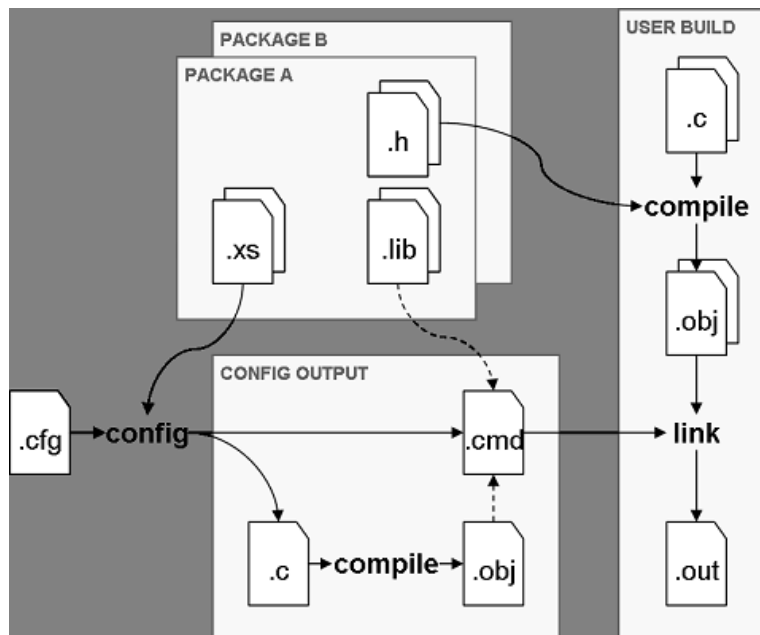 PACKAGE B
PACKAGE A
.h
.xs
.lib
USER BUILD
.c
compile
.obj
link
.out
CONFIG OUTPUT
.cfg
config
.cmd
.c
compile
.obj